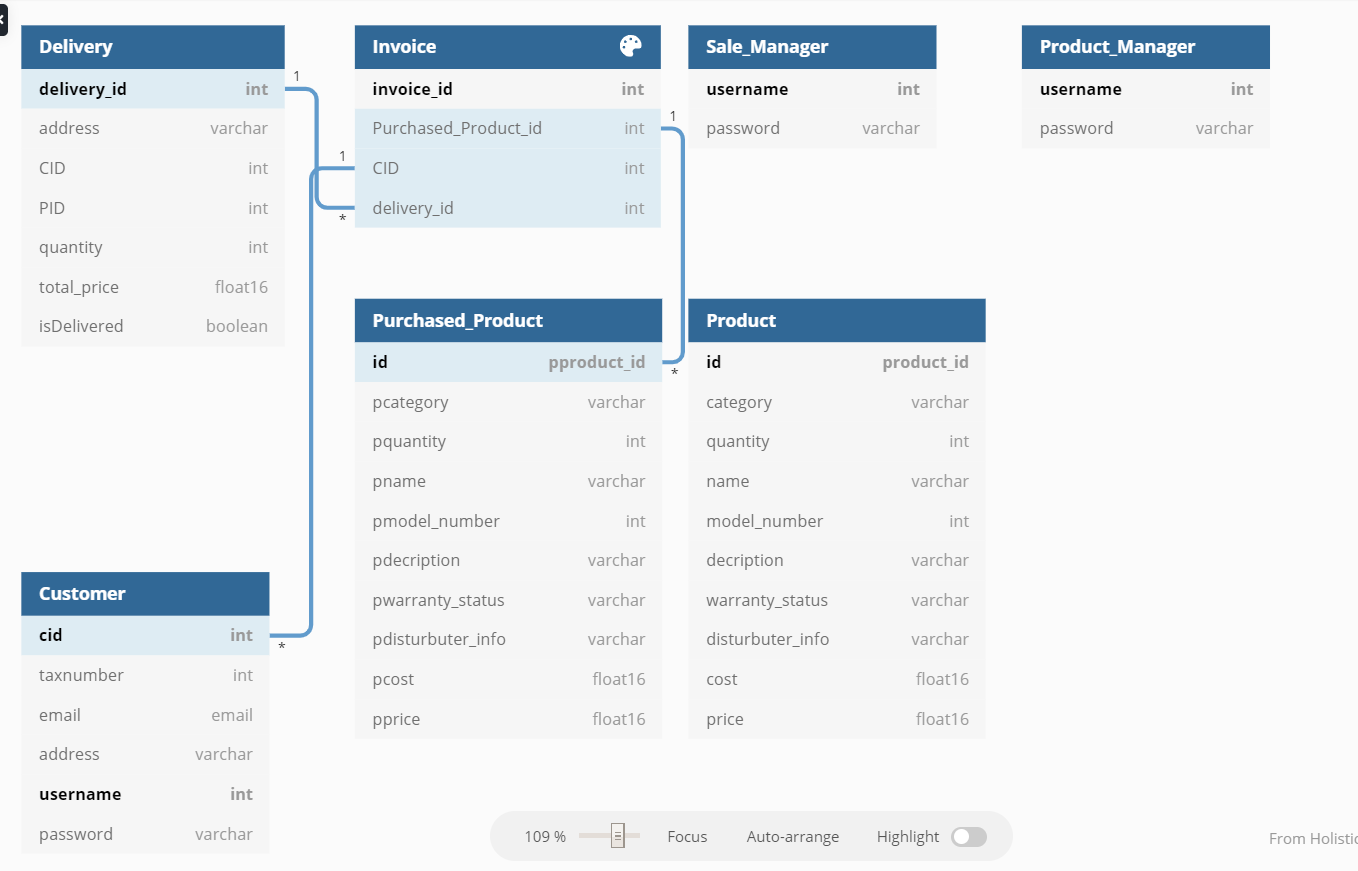 Delivery
delivery_id int
address varchar
CID int
PID int
quantity int
total_price float16
isDelivered boolean
1
1
*
Invoice
invoice_id int
Purchased_Product_id int
CID int
delivery_id int
1
*
Sale_Manager
username int
password varchar
Product_Manager
username int
password varchar
Purchased_Product
id pproduct_id
pcategory varchar
pquantity int
pname varchar
pmodel_number int
pdecription varchar
pwarranty_status varchar
pdisturbuter_info varchar
pcost float16
pprice float16
Product
id product_id
category varchar
quantity int
name varchar
model_number int
decription varchar
warranty_status varchar
disturbuter_info varchar
cost float16
price float16
Customer
cid int
*
taxnumber int
email email
address varchar
username int
password varchar
109 % Focus Auto-arrange Highlight
From Holistic